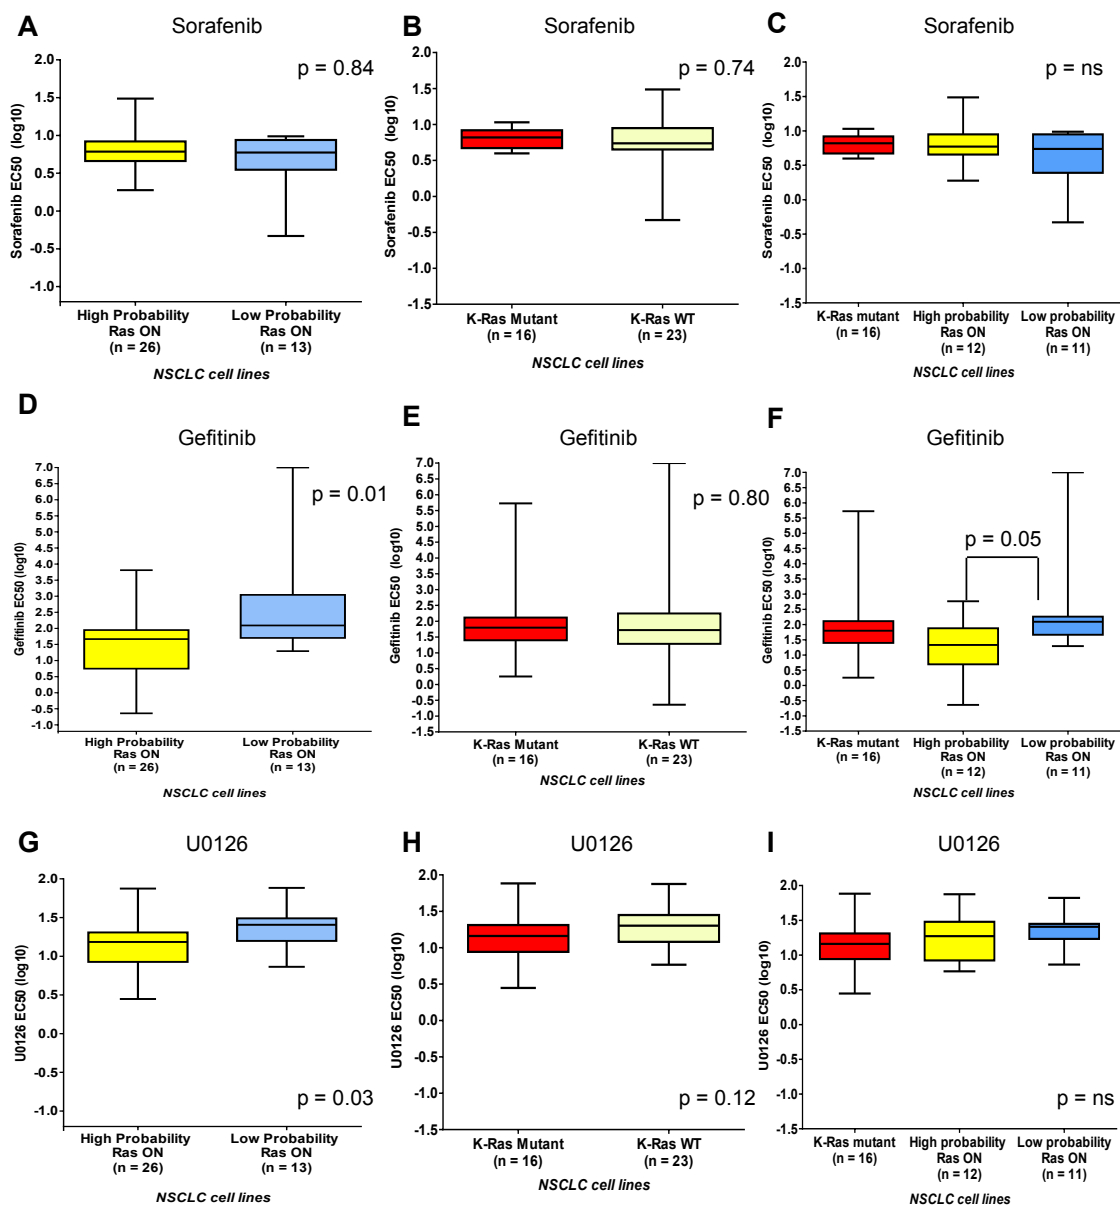 A
Sorafenib
p = 0.84
Sorafenib EC50 (log10)
2.0
1.5
1.0
0.5
0.0
-0.5
-1.0
High Probability
Ras ON
(n = 26)
Low Probability
Ras ON
(n = 13)
NSCLC cell lines
B
Sorafenib
p = 0.74
Sorafenib EC50 (log10)
2.0
1.5
1.0
0.5
0.0
-0.5
-1.0
-1.5
K-Ras Mutant
(n = 16)
K-Ras WT
(n = 23)
NSCLC cell lines
C
Sorafenib
p = ns
Sorafenib EC50 (log10)
2.0
1.5
1.0
0.5
0.0
-0.5
-1.0
-1.5
K-Ras mutant
(n = 16)
High probability
Ras ON
(n = 12)
Low probability
Ras ON
(n = 11)
NSCLC cell lines
D
Gefitinib
p = 0.01
Gefitinib EC50 (log10)
7.0
6.5
6.0
5.5
5.0
4.5
4.0
3.5
3.0
2.5
2.0
1.5
1.0
0.5
0.0
-0.5
-1.0
High Probability
Ras ON
(n = 26)
Low Probability
Ras ON
(n = 13)
NSCLC cell lines
E
Gefitinib
p = 0.80
Gefitinib EC50 (log10)
7.0
6.5
6.0
5.5
5.0
4.5
4.0
3.5
3.0
2.5
2.0
1.5
1.0
0.5
0.0
-0.5
-1.0
-1.5
K-Ras Mutant
(n = 16)
K-Ras WT
(n = 23)
NSCLC cell lines
F
Gefitinib
p = 0.05
Gefitinib EC50 (log10)
7.0
6.5
6.0
5.5
5.0
4.5
4.0
3.5
3.0
2.5
2.0
1.5
1.0
0.5
0.0
-0.5
-1.0
-1.5
K-Ras mutant
(n = 16)
High probability
Ras ON
(n = 12)
Low probability
Ras ON
(n = 11)
NSCLC cell lines
G
U0126
p = 0.03
U0126 EC50 (log10)
2.0
1.5
1.0
0.5
0.0
-0.5
-1.0
High Probability
Ras ON
(n = 26)
Low Probability
Ras ON
(n = 13)
NSCLC cell lines
H
U0126
p = 0.12
U0126 EC50 (log10)
2.0
1.5
1.0
0.5
0.0
-0.5
-1.0
-1.5
K-Ras Mutant
(n = 16)
K-Ras WT
(n = 23)
NSCLC cell lines
I
U0126
p = ns
U0126 EC50 (log10)
2.0
1.5
1.0
0.5
0.0
-0.5
-1.0
-1.5
K-Ras mutant
(n = 16)
High probability
Ras ON
(n = 12)
Low probability
Ras ON
(n = 11)
NSCLC cell lines